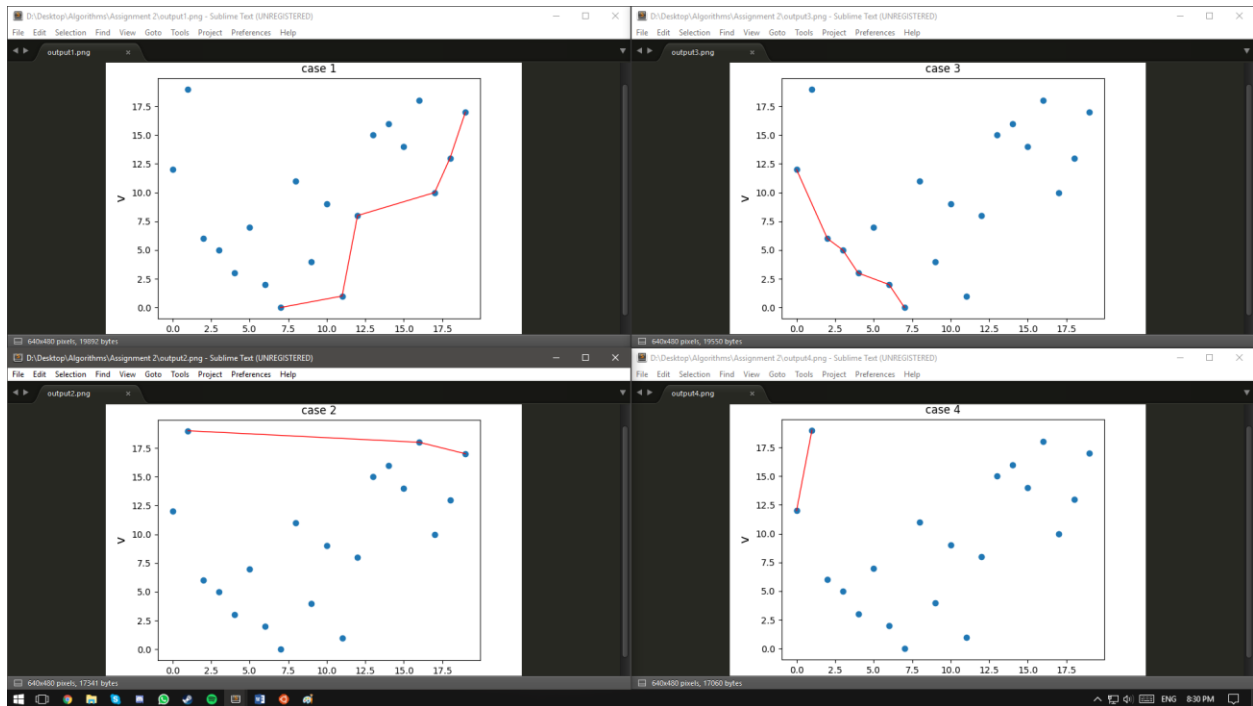 D:\Desktop\Algorithms\Assignment 2\output1.png - Sublime Text (UNREGISTERED)
File Edit Selection Find View Goto Tools Project Preferences Help
output1.png
case 1
17.5
15.0
12.5
10.0
7.5
5.0
2.5
0.0
V
0.0 2.5 5.0 7.5 10.0 12.5 15.0 17.5
640x480 pixels, 19892 bytes
D:\Desktop\Algorithms\Assignment 2\output3.png - Sublime Text (UNREGISTERED)
File Edit Selection Find View Goto Tools Project Preferences Help
output3.png
case 3
17.5
15.0
12.5
10.0
7.5
5.0
2.5
0.0
V
0.0 2.5 5.0 7.5 10.0 12.5 15.0 17.5
640x480 pixels, 19550 bytes
D:\Desktop\Algorithms\Assignment 2\output2.png - Sublime Text (UNREGISTERED)
File Edit Selection Find View Goto Tools Project Preferences Help
output2.png
case 2
17.5
15.0
12.5
10.0
7.5
5.0
2.5
0.0
V
0.0 2.5 5.0 7.5 10.0 12.5 15.0 17.5
640x480 pixels, 17341 bytes
D:\Desktop\Algorithms\Assignment 2\output4.png - Sublime Text (UNREGISTERED)
File Edit Selection Find View Goto Tools Project Preferences Help
output4.png
case 4
17.5
15.0
12.5
10.0
7.5
5.0
2.5
0.0
V
0.0 2.5 5.0 7.5 10.0 12.5 15.0 17.5
640x480 pixels, 17060 bytes
ENG 8:30 PM